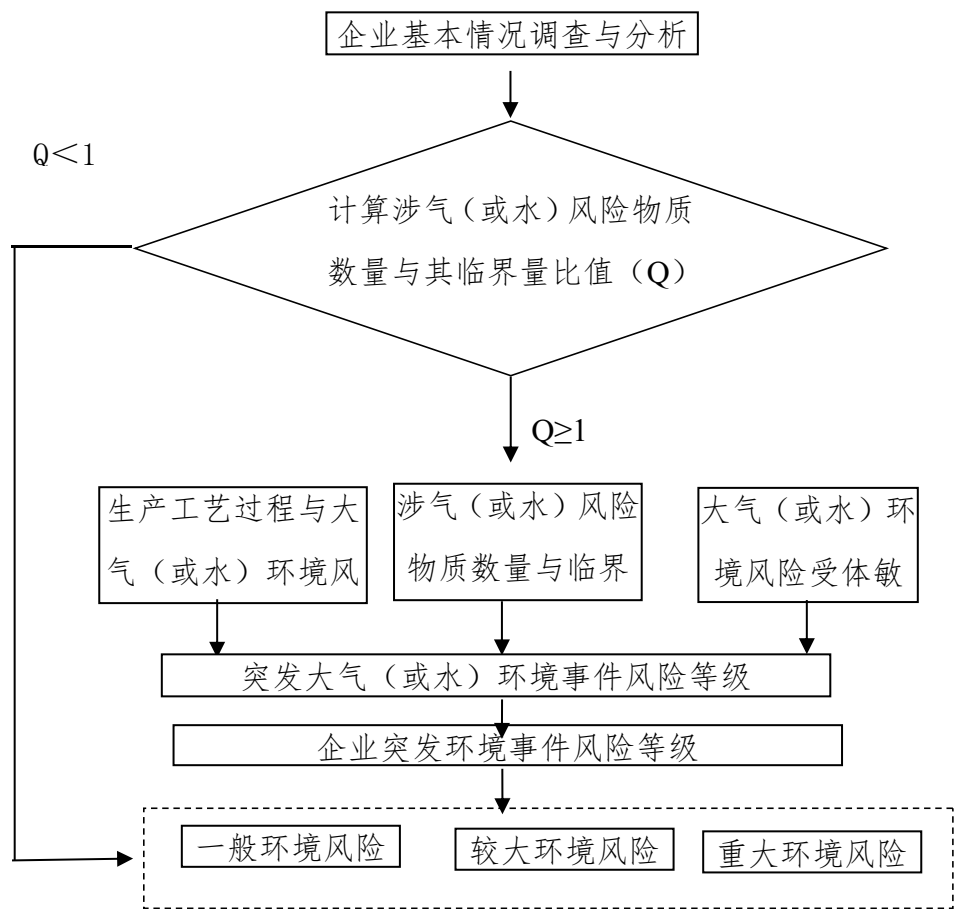 企业基本情况调查与分析
Q＜1
计算涉气（或水）风险物质
数量与其临界量比值（Q）
Q≥1
生产工艺过程与大
气（或水）环境风
涉气（或水）风险
物质数量与临界
大气（或水）环
境风险受体敏
突发大气（或水）环境事件风险等级
企业突发环境事件风险等级
一般环境风险
较大环境风险
重大环境风险